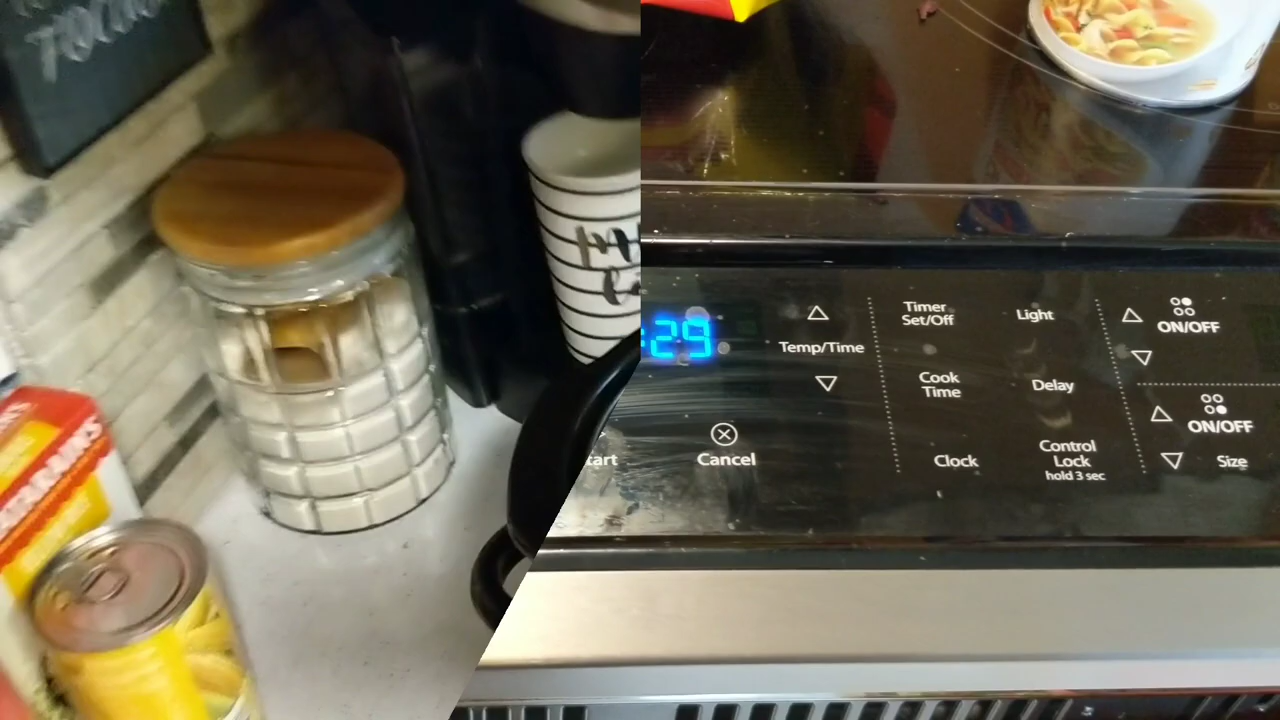 :29
Temp/Time
Cancel
Timer
Set/Off
Light
Cook
Time
Delay
Clock
Control
Lock
hold 3 sec
ON/OFF
ON/OFF
Size